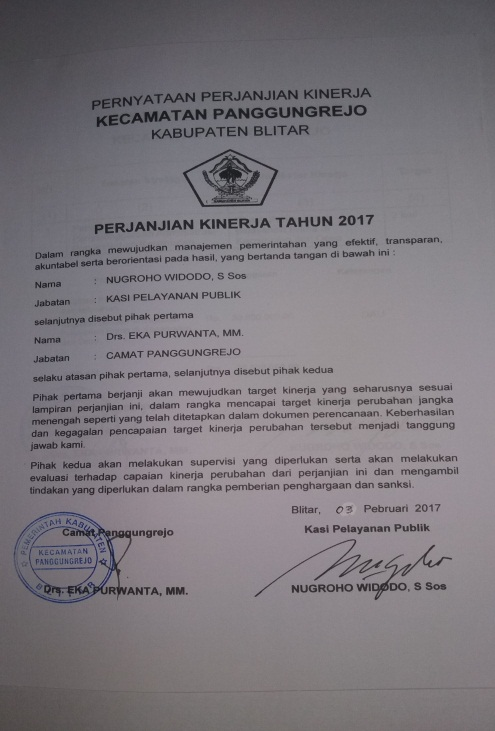 PERNYATAAN PERJANJIAN KINERJA
KECAMATAN PANGGUNGREJO
KABUPATEN BLITAR
PERJANJIAN KINERJA TAHUN 2017
Dalam rangka mewujudkan manajemen pemerintahan yang efektif, transparan,
akuntabel serta berorientasi pada hasil, yang bertanda tangan di bawah ini :
Nama : NUGROHO WIDODO, S Sos
Jabatan : KASI PELAYANAN PUBLIK
selanjutnya disebut pihak pertama
Nama : Drs. EKA PURWANTA, MM.
Jabatan : CAMAT PANGGUNGREJO
selaku atasan pihak pertama, selanjutnya disebut pihak kedua
Pihak pertama berjanji akan mewujudkan target kinerja yang seharusnya sesuai
lampiran perjanjian ini, dalam rangka mencapai target kinerja perubahan jangka
menengah seperti yang telah ditetapkan dalam dokumen perencanaan. Keberhasilan
dan kegagalan pencapaian target kinerja perubahan tersebut menjadi tanggung
jawab kami.
Pihak kedua akan melakukan supervisi yang diperlukan serta akan melakukan
evaluasi terhadap capaian kinerja perubahan dari perjanjian ini dan mengambil
tindakan yang diperlukan dalam rangka pemberian penghargaan dan sanksi.
Blitar, 03 Pebruari 2017
Camat Panggungrejo
Kasi Pelayanan Publik
PEMERINTAH KABUPATEN
KECAMATAN
PANGGUNGREJO
BLITAR
Drs. EKA PURWANTA, MM.
NUGROHO WIDODO, S Sos